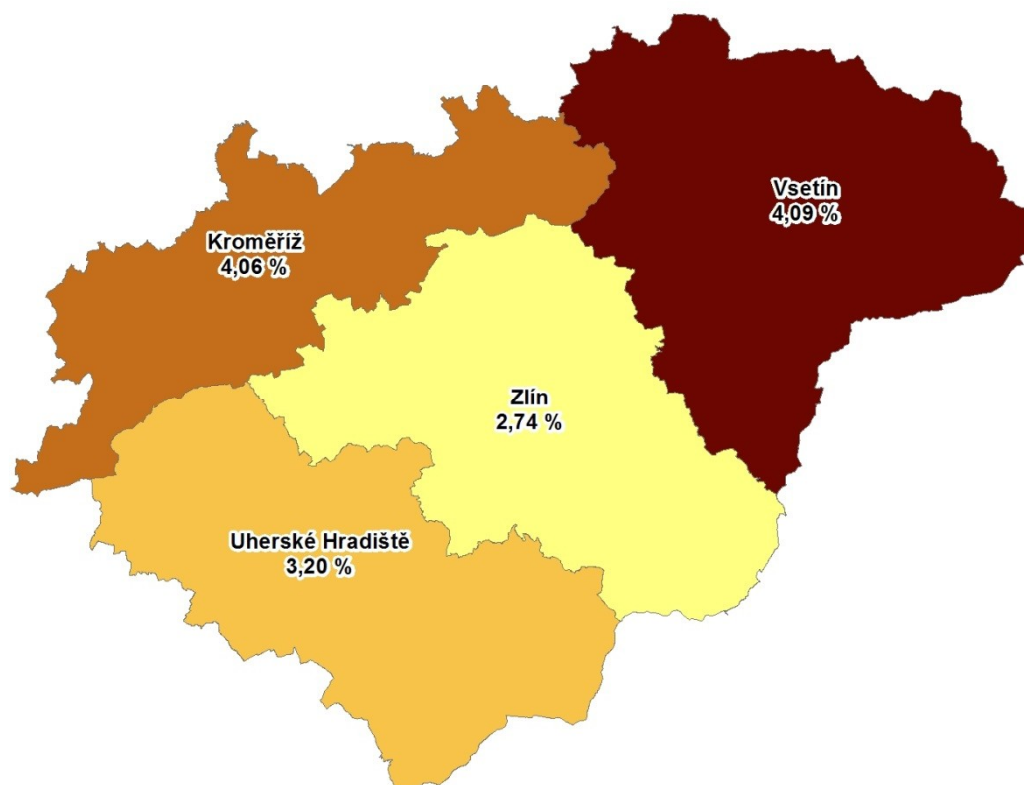 Vsetín
4,09 %
Kroměříž
4,06 %
Zlín
2,74 %
Uherské Hradiště
3,20 %